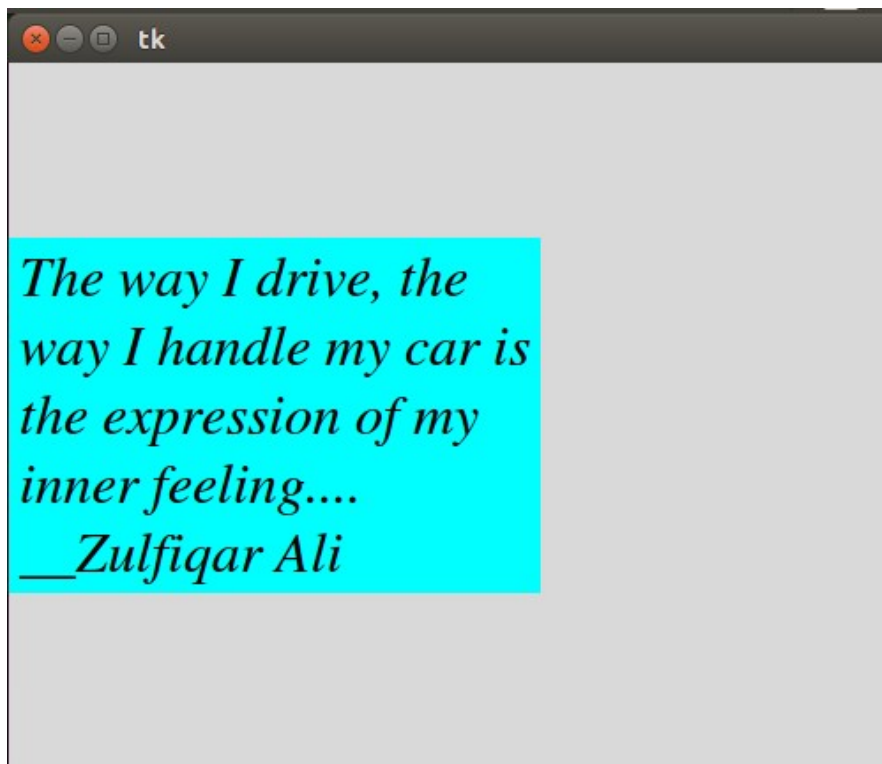 tk
The way I drive, the
way I handle my car is
the expression of my
inner feeling....
__Zulfiqar Ali